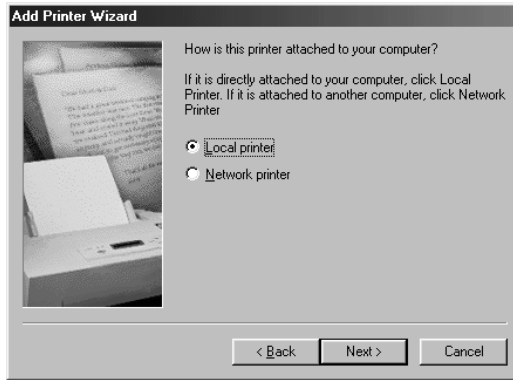 Add Printer Wizard
How is this printer attached to your computer?
If it is directly attached to your computer, click Local
Printer. If it is attached to another computer, click Network
Printer
Local printer
Network printer
< Back
Next >
Cancel